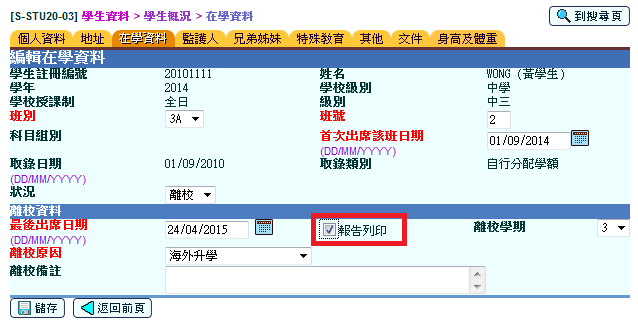 [S-STU20-03] 學生資料 > 學生概況 > 在學資料 到搜尋頁
個人資料 地址 在學資料 監護人 兄弟姊妹 特殊教育 其他 文件 身高及體重
編輯在學資料
學生註冊編號 20101111 姓名 WONG (黃學生)
學年 2014 學校級別 中學
學校授課制 全日 級別 中三
班別 3A 班號 2
科目組別 首次出席該班日期 01/09/2014
(DD/MM/YYYY)
取錄日期 01/09/2010 取錄類別 自行分配學額
(DD/MM/YYYY)
狀況 離校
離校資料
最後出席日期 24/04/2015 報告列印 離校學期 3
(DD/MM/YYYY)
離校原因 海外升學
離校備註
儲存 返回前頁